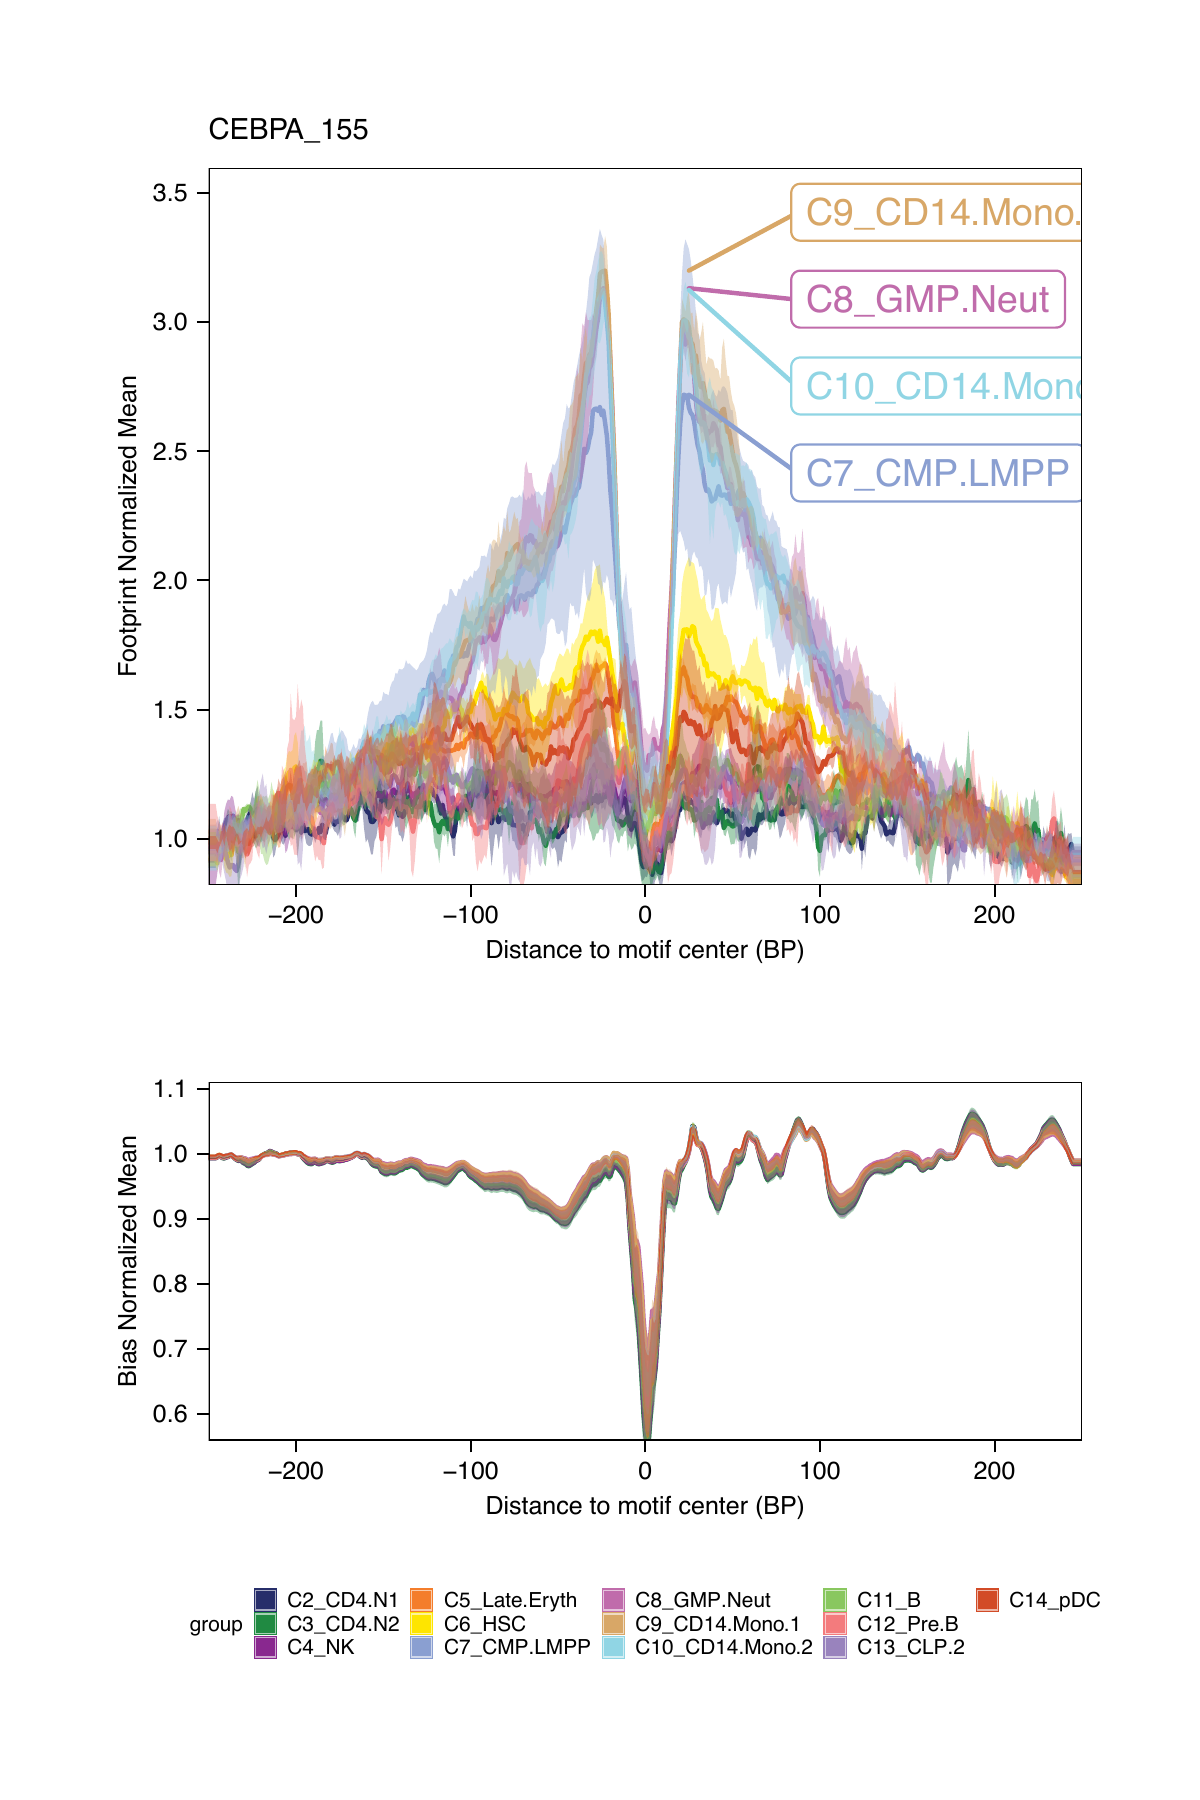 CEBPA_155
Footprint Normalized Mean
3.5
3.0
2.5
2.0
1.5
1.0
C9_CD14.Mono.
C8_GMP.Neut
C10_CD14.Mono
C7_CMP.LMPP
−200 −100 0 100 200
Distance to motif center (BP)
Bias Normalized Mean
1.1
1.0
0.9
0.8
0.7
0.6
−200 −100 0 100 200
Distance to motif center (BP)
group
C2_CD4.N1
C3_CD4.N2
C4_NK
C5_Late.Eryth
C6_HSC
C7_CMP.LMPP
C8_GMP.Neut
C9_CD14.Mono.1
C10_CD14.Mono.2
C11_B
C12_Pre.B
C13_CLP.2
C14_pDC